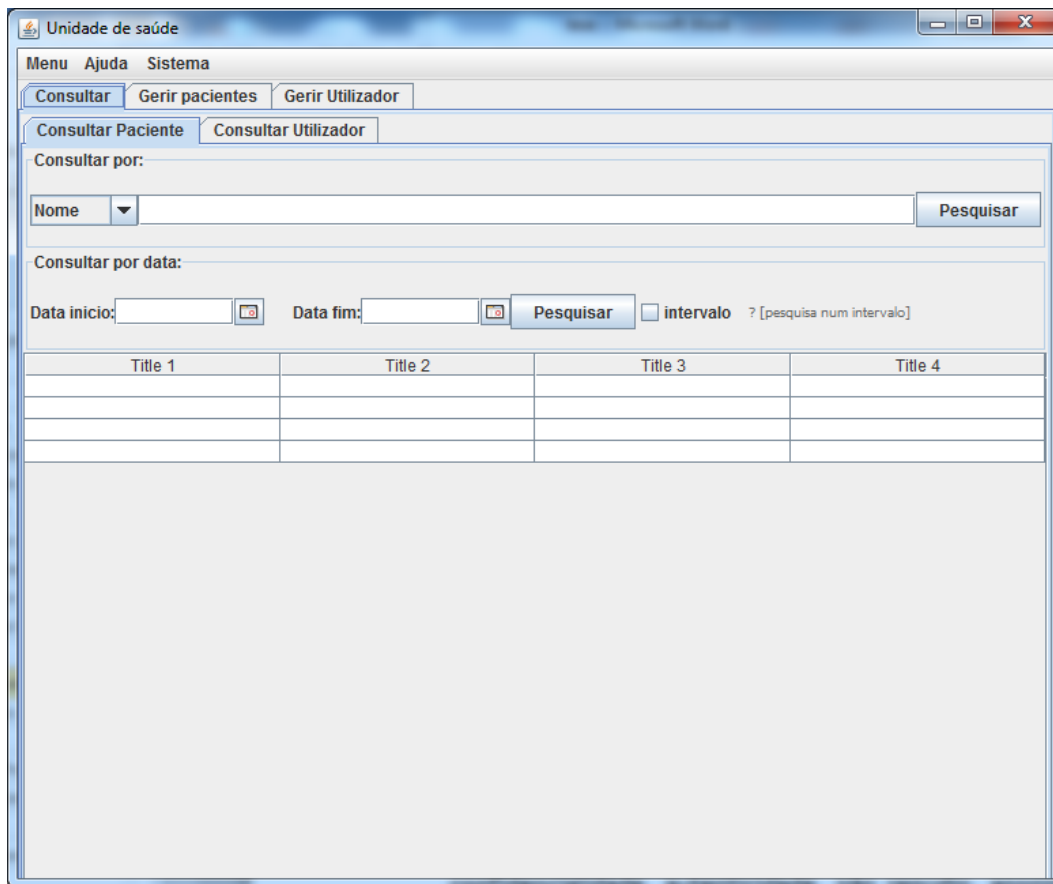 Unidade de saúde
Menu Ajuda Sistema
Consultar Gerir pacientes Gerir Utilizador
Consultar Paciente Consultar Utilizador
Consultar por:
Nome Pesquisar
Consultar por data:
Data inicio: Data fim: Pesquisar intervalo ? [pesquisa num intervalo]
Title 1 Title 2 Title 3 Title 4